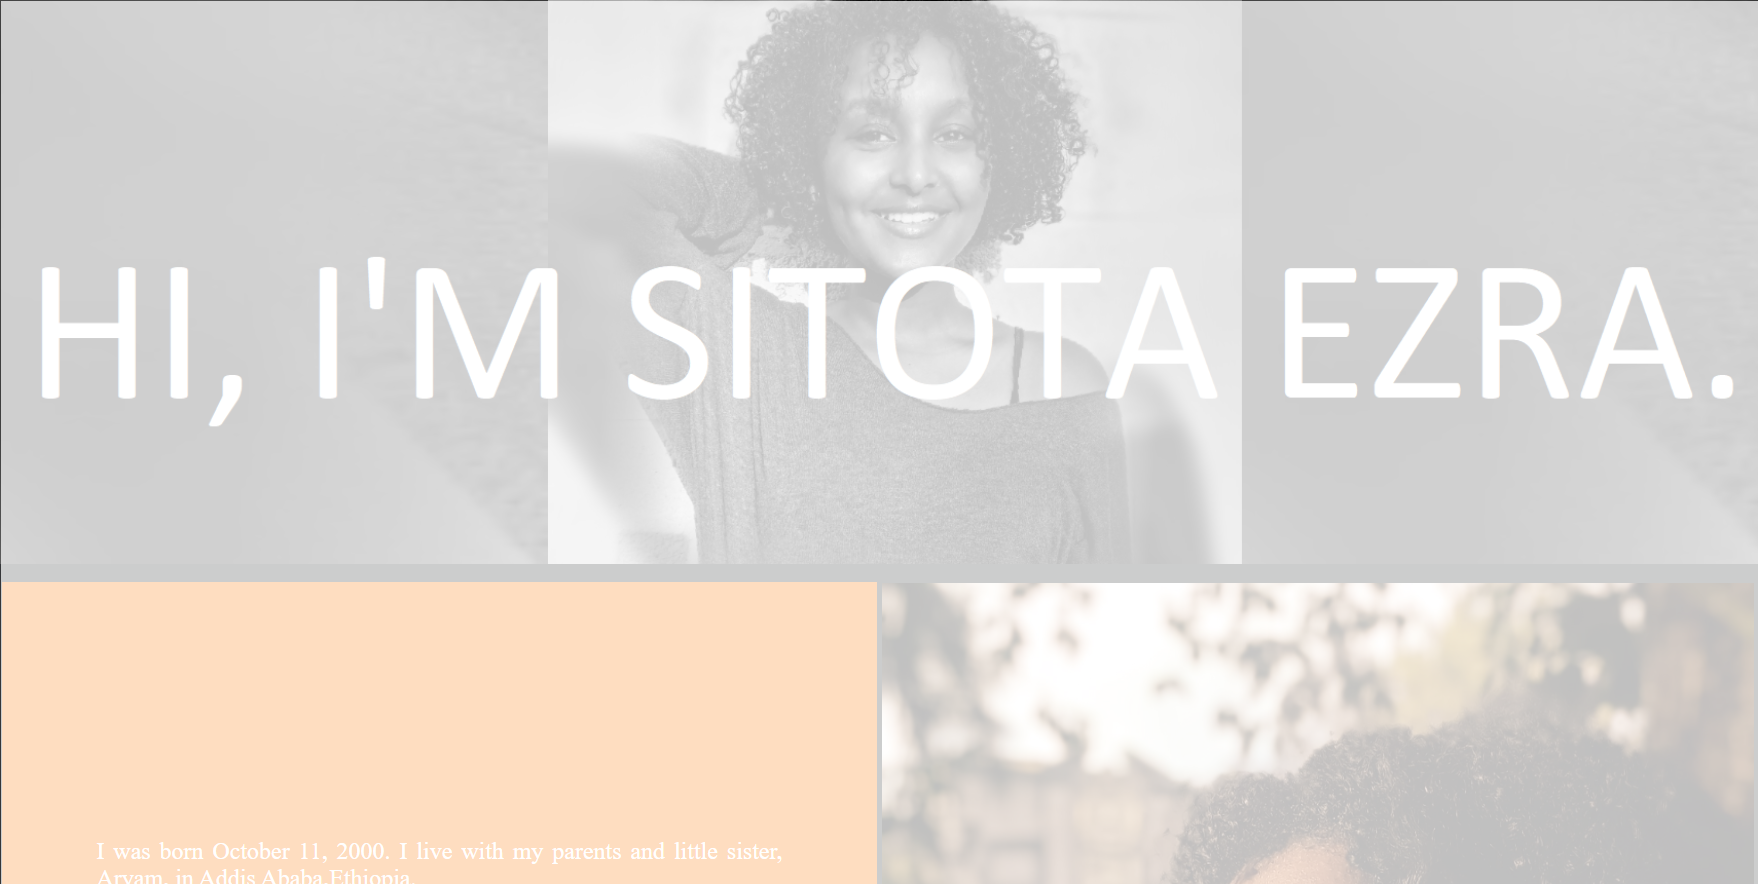 HI, I'M SITOTA EZRA.
I was born October 11, 2000. I live with my parents and little sister,
Aryam, in Addis Ababa,Ethiopia.